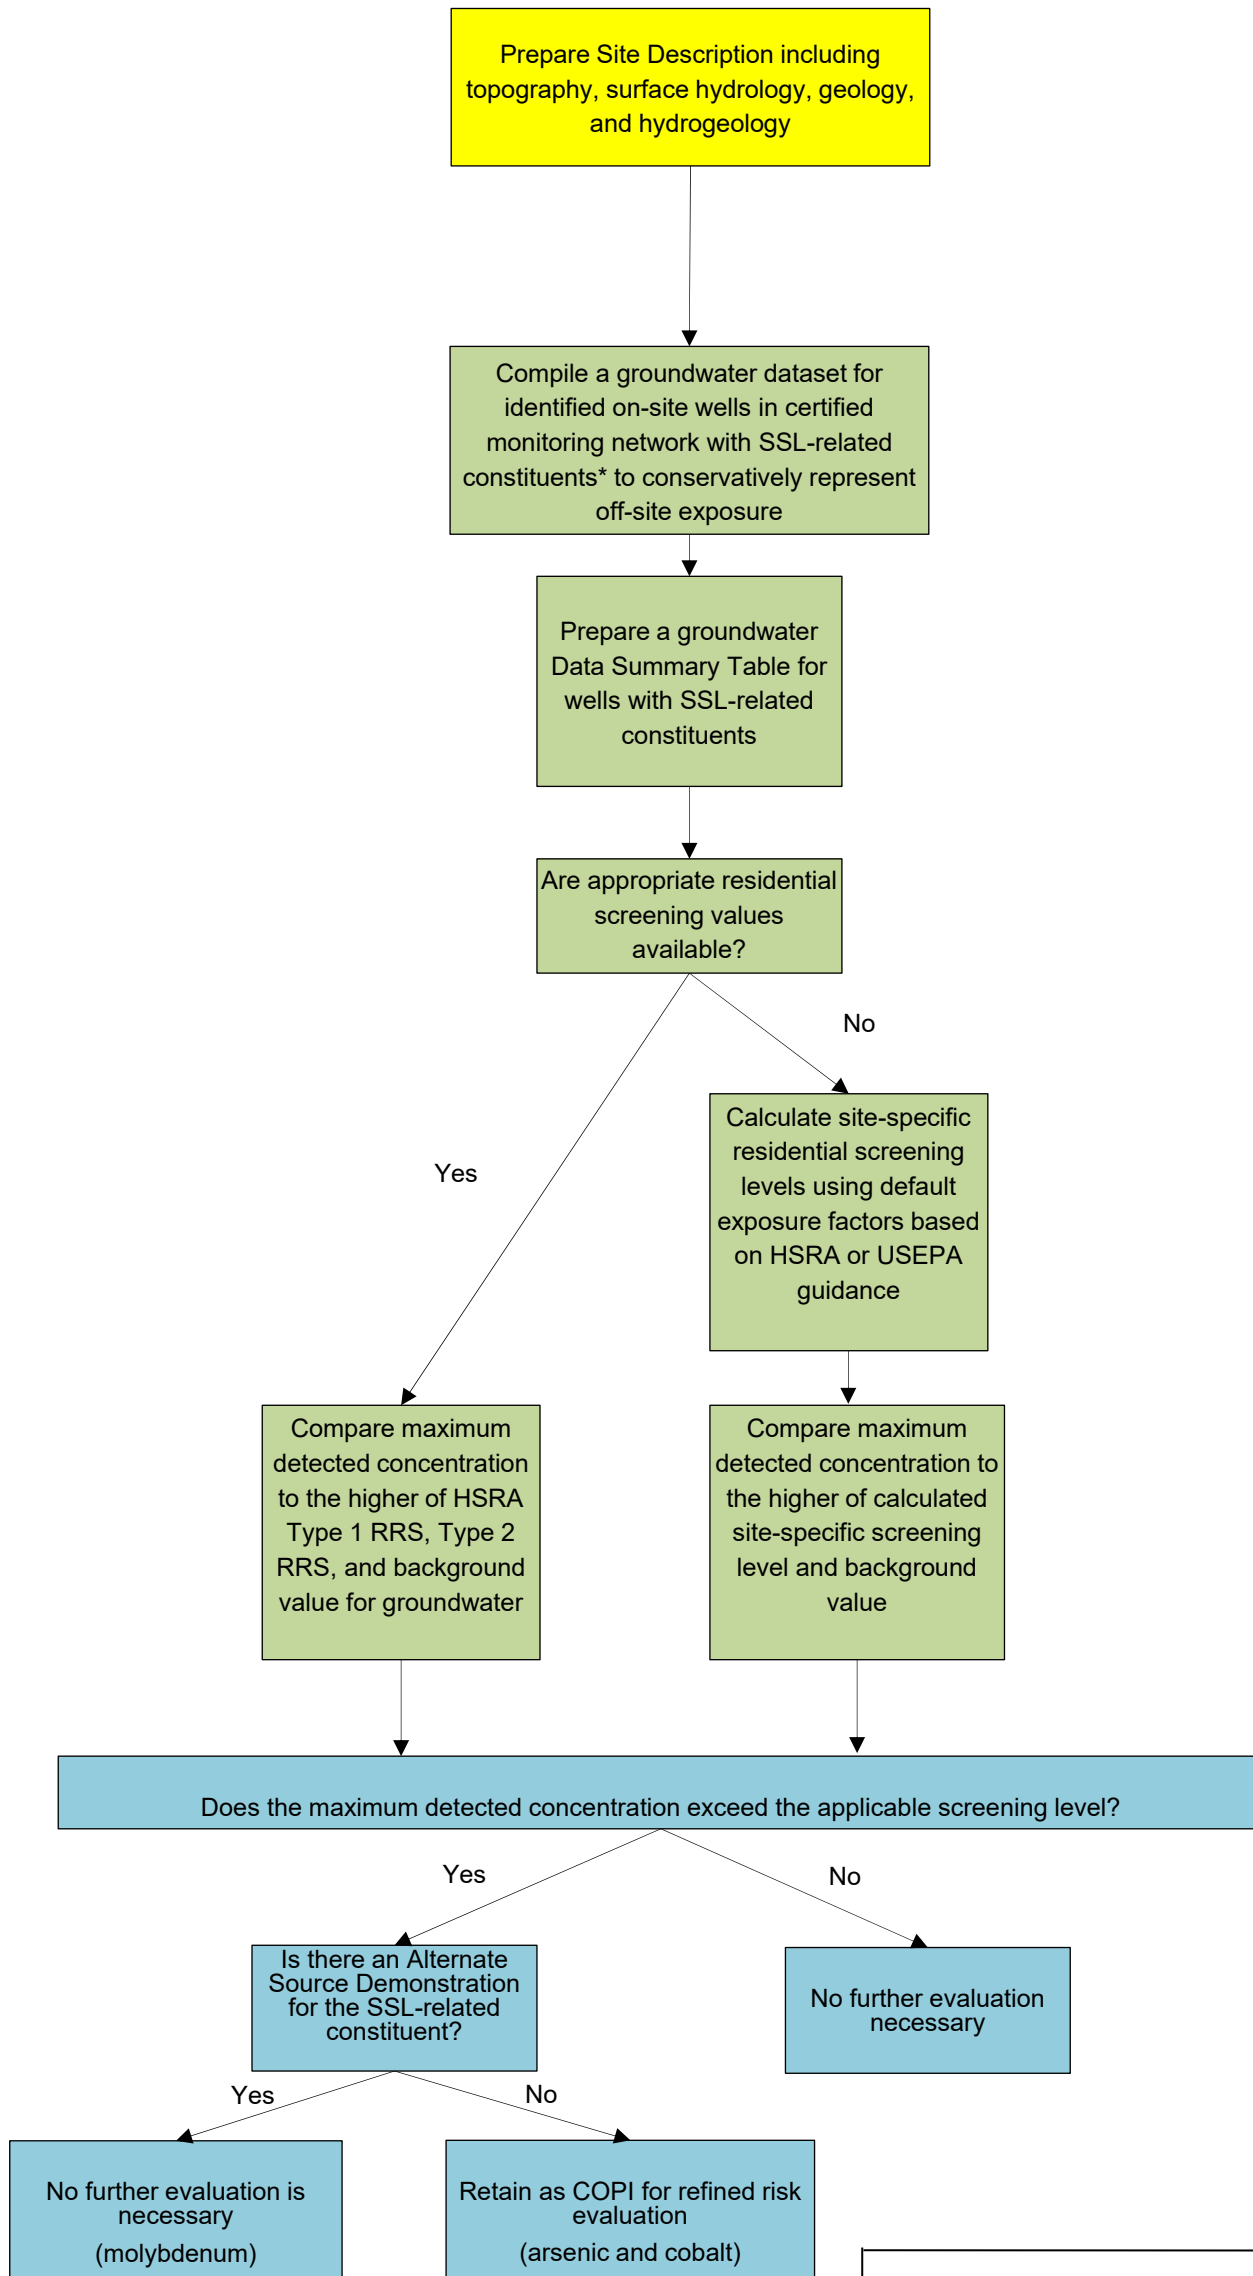 Prepare Site Description including
topography, surface hydrology, geology,
and hydrogeology
Compile a groundwater dataset for
identified on-site wells in certified
monitoring network with SSL-related
constituents* to conservatively represent
off-site exposure
Prepare a groundwater
Data Summary Table for
wells with SSL-related
constituents
Are appropriate residential
screening values
available?
No
Yes
Calculate site-specific
residential screening
levels using default
exposure factors based
on HSRA or USEPA
guidance
Compare maximum
detected concentration
to the higher of HSRA
Type 1 RRS, Type 2
RRS, and background
value for groundwater
Compare maximum
detected concentration to
the higher of calculated
site-specific screening
level and background
value
Does the maximum detected concentration exceed the applicable screening level?
Yes
No
Is there an Alternate
Source Demonstration
for the SSL-related
constituent?
No further evaluation
necessary
Yes
No
No further evaluation is
necessary
(molybdenum)
Retain as COPI for refined risk
evaluation
(arsenic and cobalt)